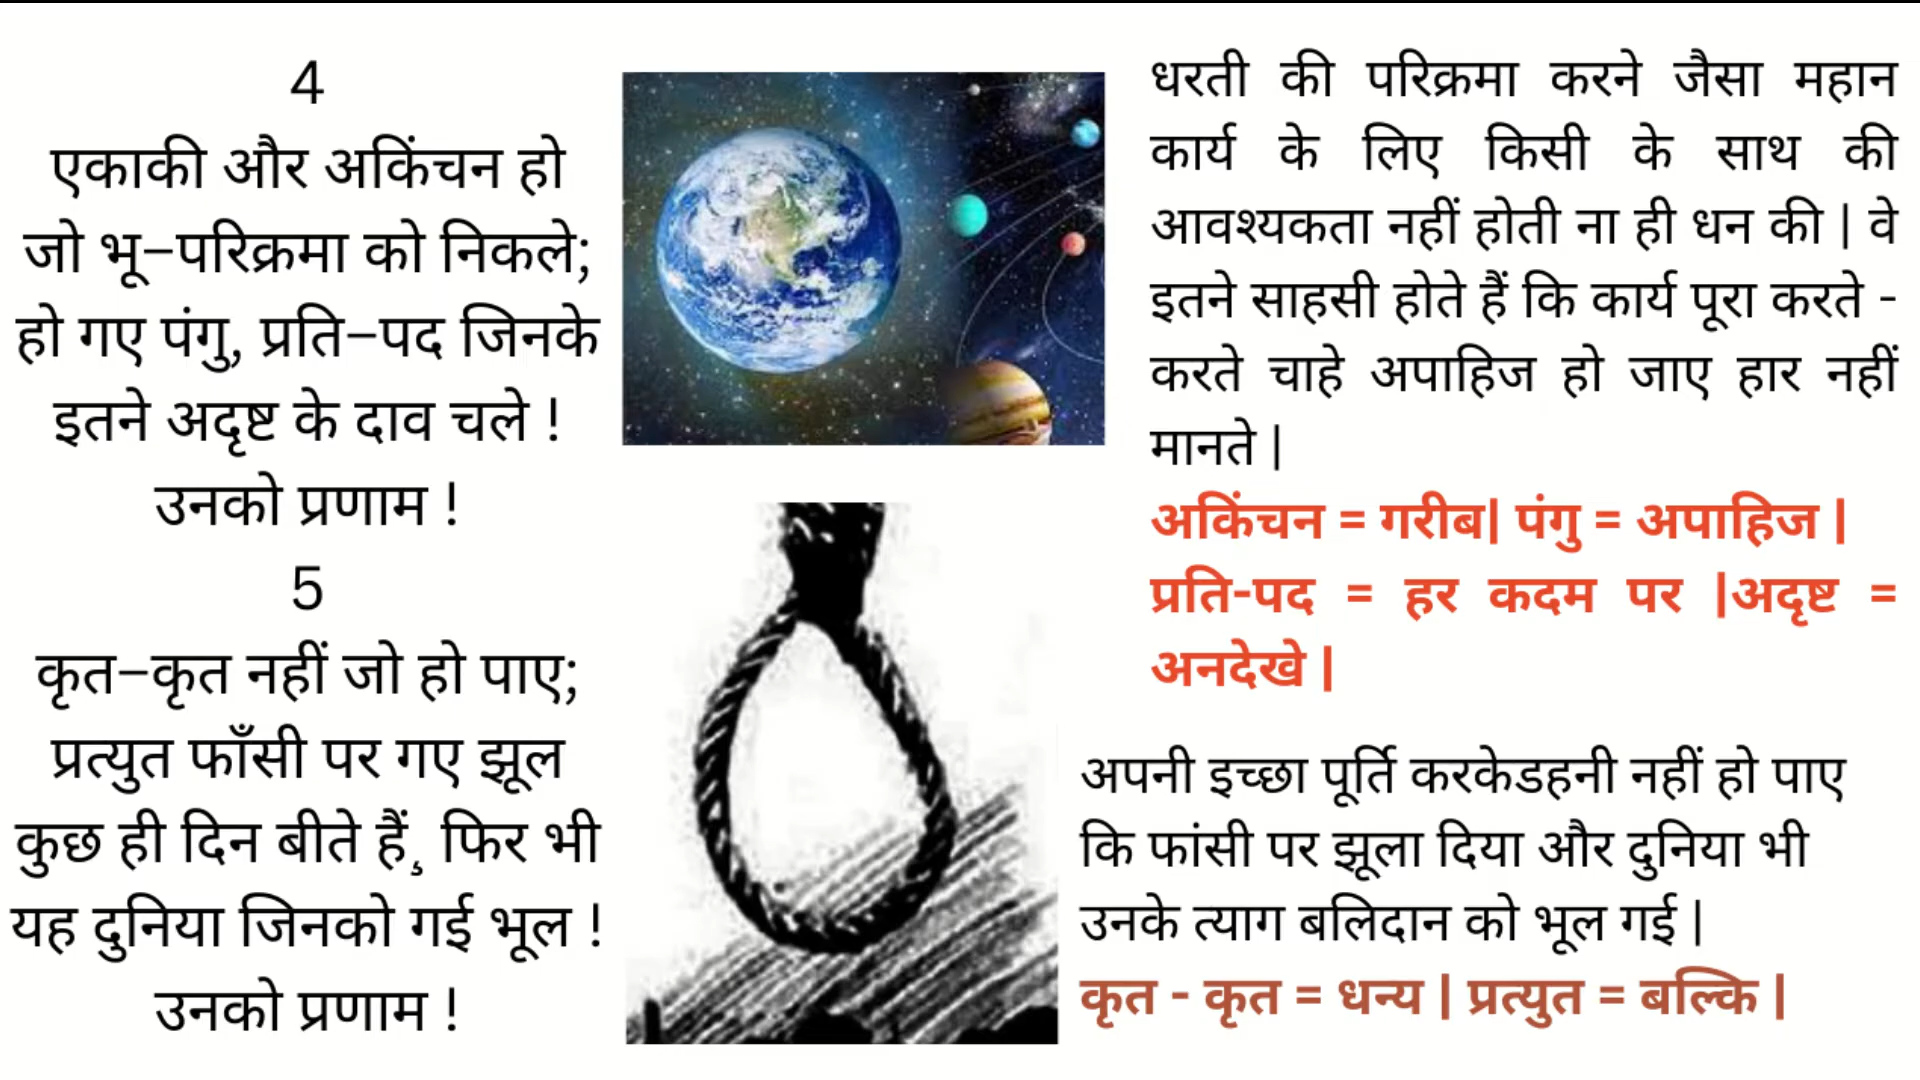 4
एकाकी और अकिंचन हो
जो भू–परिक्रमा को निकले;
हो गए पंगु, प्रति–पद जिनके
इतने अदृष्ट के दाव चले !
उनको प्रणाम !
5
कृत–कृत नहीं जो हो पाए;
प्रत्युत फाँसी पर गए झूल
कुछ ही दिन बीते हैं¸ फिर भी
यह दुनिया जिनको गई भूल !
उनको प्रणाम !
धरती की परिक्रमा करने जैसा महान
कार्य के लिए किसी के साथ की
आवश्यकता नहीं होती ना ही धन की | वे
इतने साहसी होते हैं कि कार्य पूरा करते -
करते चाहे अपाहिज हो जाए हार नहीं
मानते |
अकिंचन = गरीब| पंगु = अपाहिज |
प्रति-पद = हर कदम पर |अदृष्ट =
अनदेखे |
अपनी इच्छा पूर्ति करकेडहनी नहीं हो पाए
कि फांसी पर झूला दिया और दुनिया भी
उनके त्याग बलिदान को भूल गई |
कृत - कृत = धन्य | प्रत्युत = बल्कि |